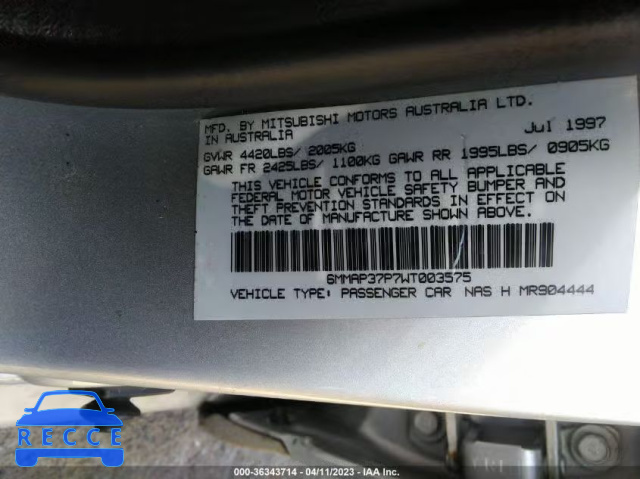 MFD. BY MITSUBISHI MOTORS AUSTRALIA LTD.
IN AUSTRALIA Jul 1997
GVWR 4420LBS/ 2005KG
GAWR FR 2425LBS/ 1100KG GAWR RR 1995LBS/ 0905KG
THIS VEHICLE CONFORMS TO ALL APPLICABLE
FEDERAL MOTOR VEHICLE SAFETY BUMPER AND
THEFT PREVENTION STANDARDS IN EFFECT ON
THE DATE OF MANUFACTURE SHOWN ABOVE.
6MMAP37P7WT003575
VEHICLE TYPE: PASSENGER CAR NAS H MR904444
RECCE
000-36343714 - 04/11/2023 - IAA Inc.